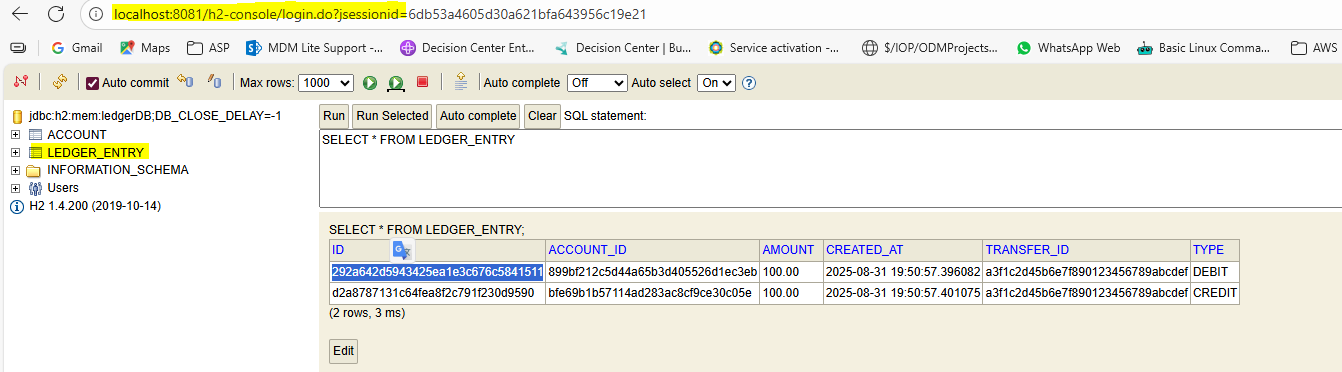 localhost:8081/h2-console/login.do?jsessionid=6db53a4605d30a621bfa643956c19e21
Gmail Maps ASP MDM Lite Support -... Decision Center Ent... Decision Center | Bu... Service activation -... $/IOP/ODMProjects... WhatsApp Web Basic Linux Comma... AWS
Auto commit Max rows: 1000 Auto complete Off Auto select On
jdbc:h2:mem:ledgerDB;DB_CLOSE_DELAY=-1
ACCOUNT
LEDGER_ENTRY
INFORMATION_SCHEMA
Users
H2 1.4.200 (2019-10-14)
Run Run Selected Auto complete Clear SQL statement:
SELECT * FROM LEDGER_ENTRY
SELECT * FROM LEDGER_ENTRY;
ID ACCOUNT_ID AMOUNT CREATED_AT TRANSFER_ID TYPE
292a642d5943425ea1e3c676c5841511 899bf212c5d44a65b3d405526d1ec3eb 100.00 2025-08-31 19:50:57.396082 a3f1c2d45b6e7f890123456789abcdef DEBIT
d2a8787131c64fea8f2c791f230d9590 bfe69b1b57114ad283ac8cf9ce30c05e 100.00 2025-08-31 19:50:57.401075 a3f1c2d45b6e7f890123456789abcdef CREDIT
(2 rows, 3 ms)
Edit